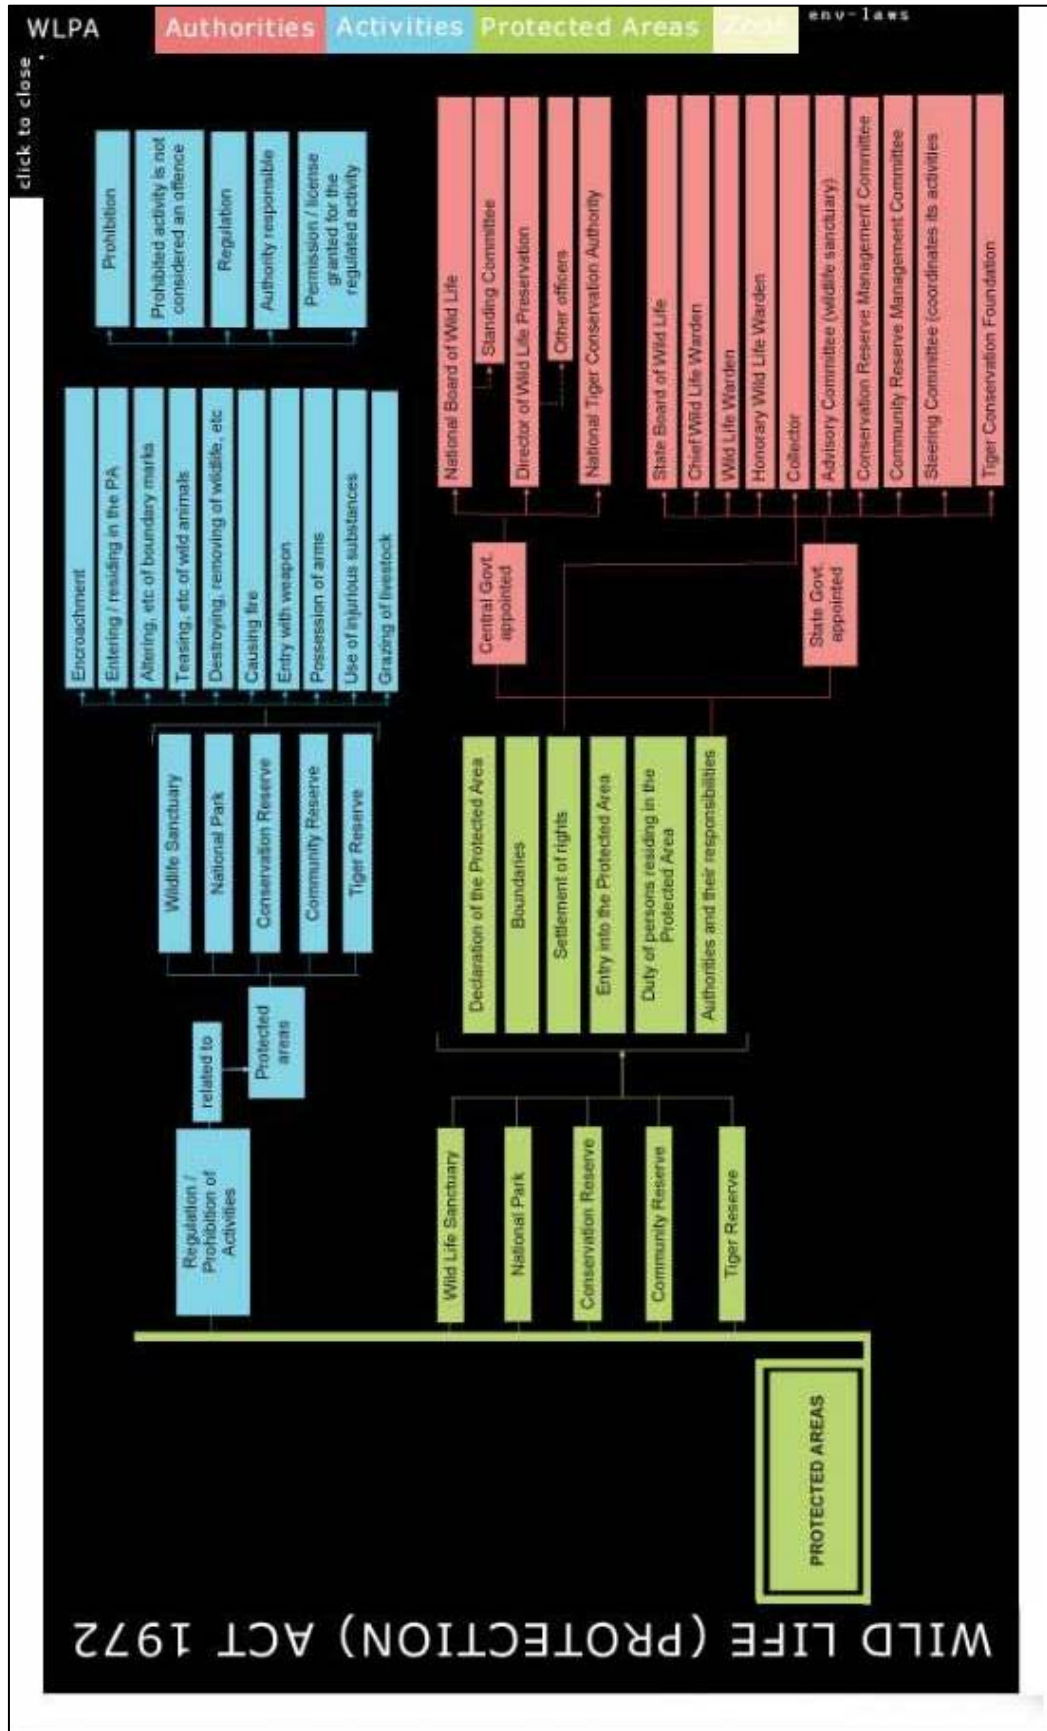 WLPA
Authorities
Activities
Protected Areas
Zoos
env-laws
click to close
WILD LIFE (PROTECTION) ACT 1972
PROTECTED AREAS
Regulation /
Prohibition of
Activities
related to
Protected
areas
Wildlife Sanctuary
National Park
Conservation Reserve
Community Reserve
Tiger Reserve
Encroachment
Entering / residing in the PA
Altering, etc of boundary marks
Teasing, etc of wild animals
Destroying, removing of wildlife, etc
Causing fire
Entry with weapon
Possession of arms
Use of injurious substances
Grazing of livestock
Prohibition
Prohibited activity is not
considered an offence
Regulation
Authority responsible
Permission / license
granted for the
regulated activity
Wild Life Sanctuary
National Park
Conservation Reserve
Community Reserve
Tiger Reserve
Declaration of the Protected Area
Boundaries
Settlement of rights
Entry into the Protected Area
Duty of persons residing in the
Protected Area
Authorities and their responsibilities
Central Govt.
appointed
State Govt.
appointed
National Board of Wild Life
Standing Committee
Director of Wild Life Preservation
Other officers
National Tiger Conservation Authority
State Board of Wild Life
Chief Wild Life Warden
Wild Life Warden
Honorary Wild Life Warden
Collector
Advisory Committee (wildlife sanctuary)
Conservation Reserve Management Committee
Community Reserve Management Committee
Steering Committee (coordinates its activities
Tiger Conservation Foundation